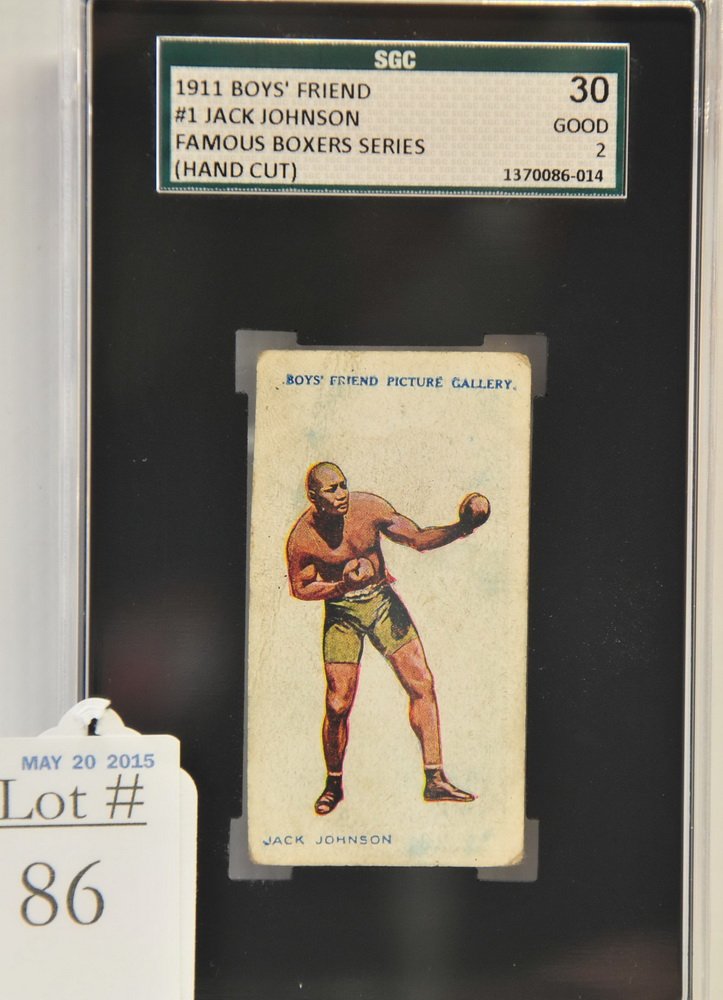 SGC
1911 BOYS' FRIEND
30
#1 JACK JOHNSON
GOOD
FAMOUS BOXERS SERIES
2
(HAND CUT)
1370086-014
BOYS' FRIEND PICTURE GALLERY.
JACK JOHNSON
MAY 20 2015
Lot #
86